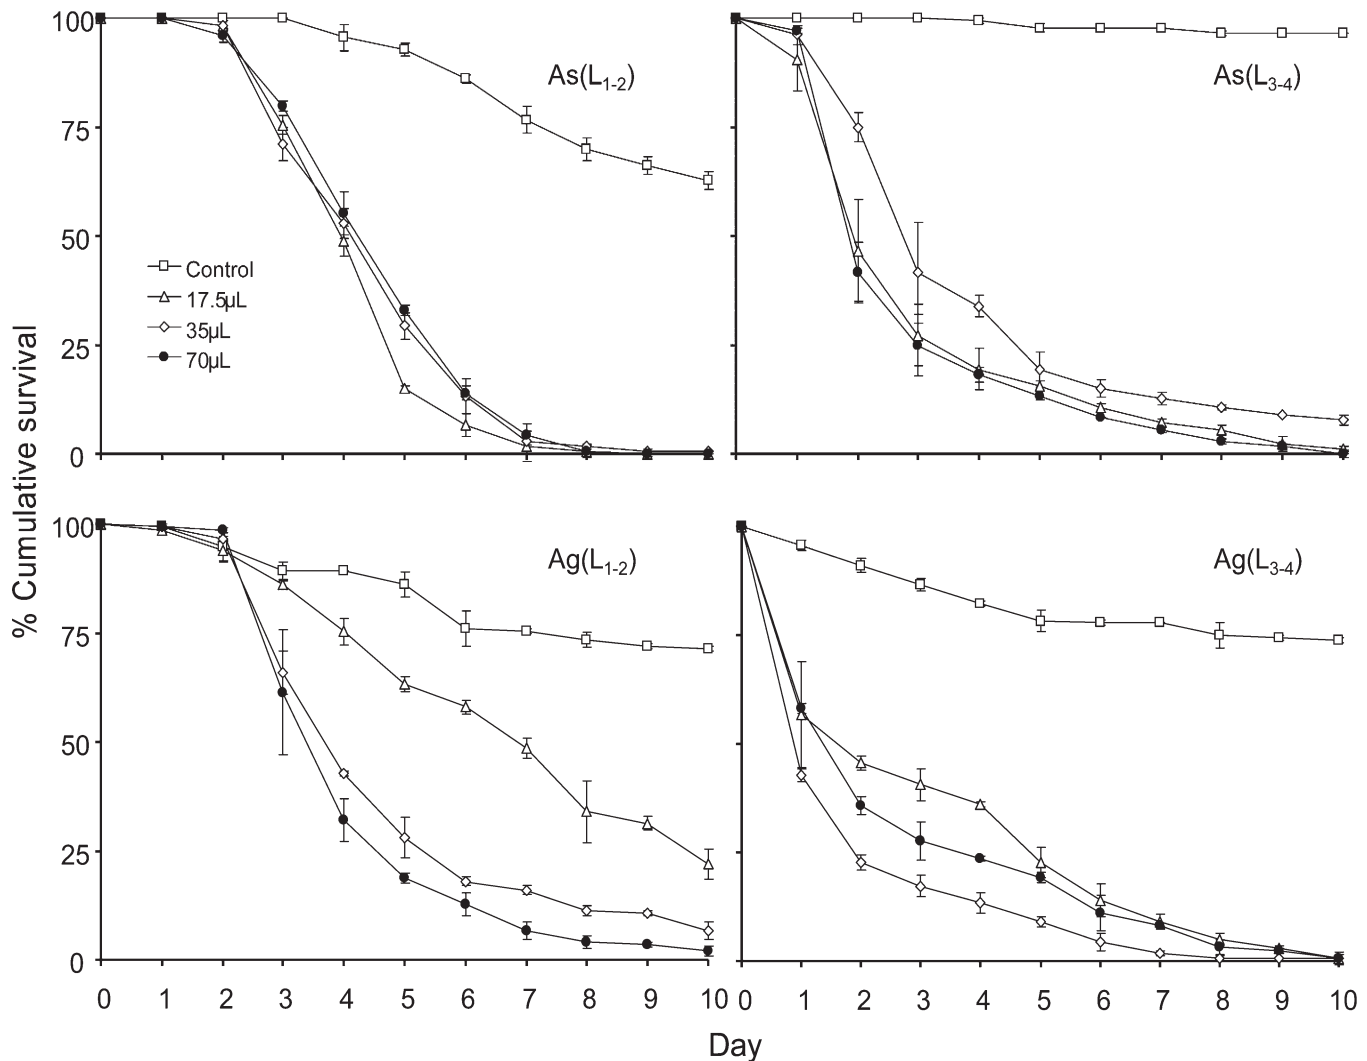 % Cumulative survival
100
75
50
25
0
As(L1-2)
Control
17.5µL
35µL
70µL
As(L3-4)
100
75
50
25
0
Ag(L1-2)
Ag(L3-4)
0 1 2 3 4 5 6 7 8 9 10
0 1 2 3 4 5 6 7 8 9 10
Day